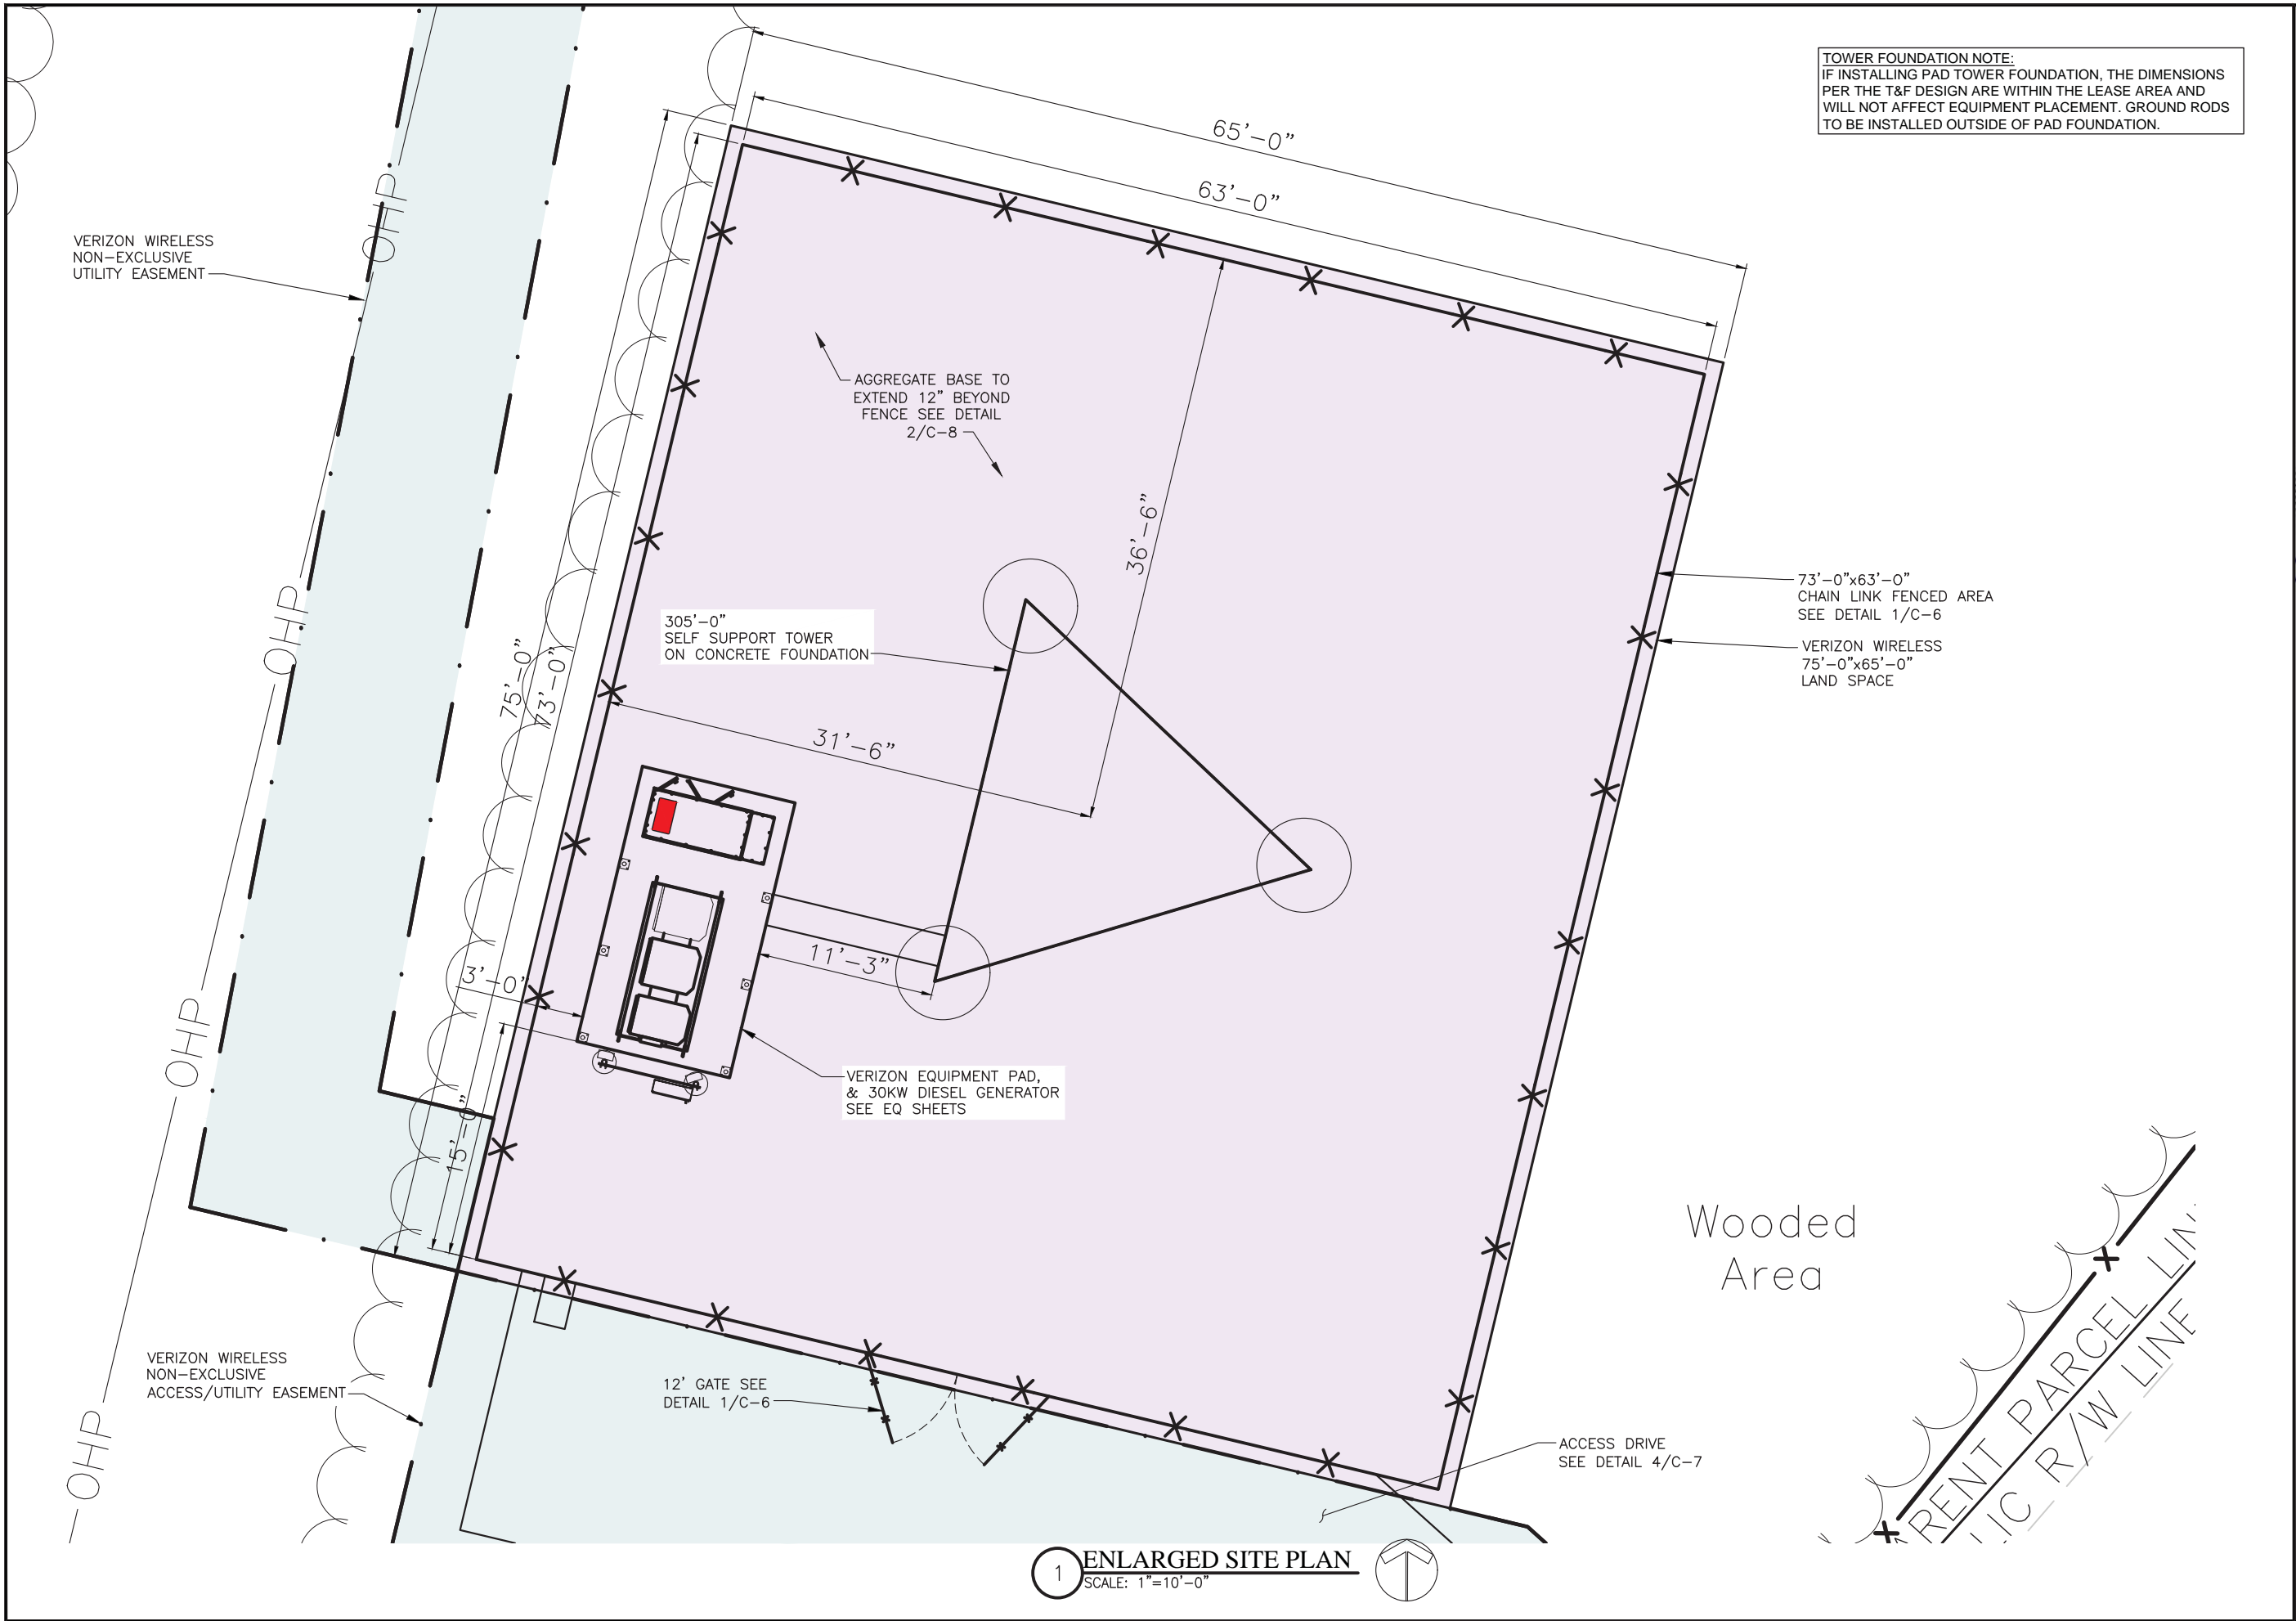 TOWER FOUNDATION NOTE:
IF INSTALLING PAD TOWER FOUNDATION, THE DIMENSIONS
PER THE T&F DESIGN ARE WITHIN THE LEASE AREA AND
WILL NOT AFFECT EQUIPMENT PLACEMENT. GROUND RODS
TO BE INSTALLED OUTSIDE OF PAD FOUNDATION.
65'-0"
63'-0"
OHP
VERIZON WIRELESS
NON-EXCLUSIVE
UTILITY EASEMENT
AGGREGATE BASE TO
EXTEND 12" BEYOND
FENCE SEE DETAIL
2/C-8
36'-6"
73'-0"x63'-0"
CHAIN LINK FENCED AREA
SEE DETAIL 1/C-6
VERIZON WIRELESS
75'-0"x65'-0"
LAND SPACE
OHP
305'-0"
SELF SUPPORT TOWER
ON CONCRETE FOUNDATION
75'-0"
73'-0"
31'-6"
11'-3"
3'-0"
OHP
VERIZON EQUIPMENT PAD,
& 30KW DIESEL GENERATOR
SEE EQ SHEETS
15'-0"
Wooded
Area
VERIZON WIRELESS
NON-EXCLUSIVE
ACCESS/UTILITY EASEMENT
12' GATE SEE
DETAIL 1/C-6
OHP
ACCESS DRIVE
SEE DETAIL 4/C-7
RENT PARCEL LIN
LIC R/W LINE
1
ENLARGED SITE PLAN
SCALE: 1"=10'-0"